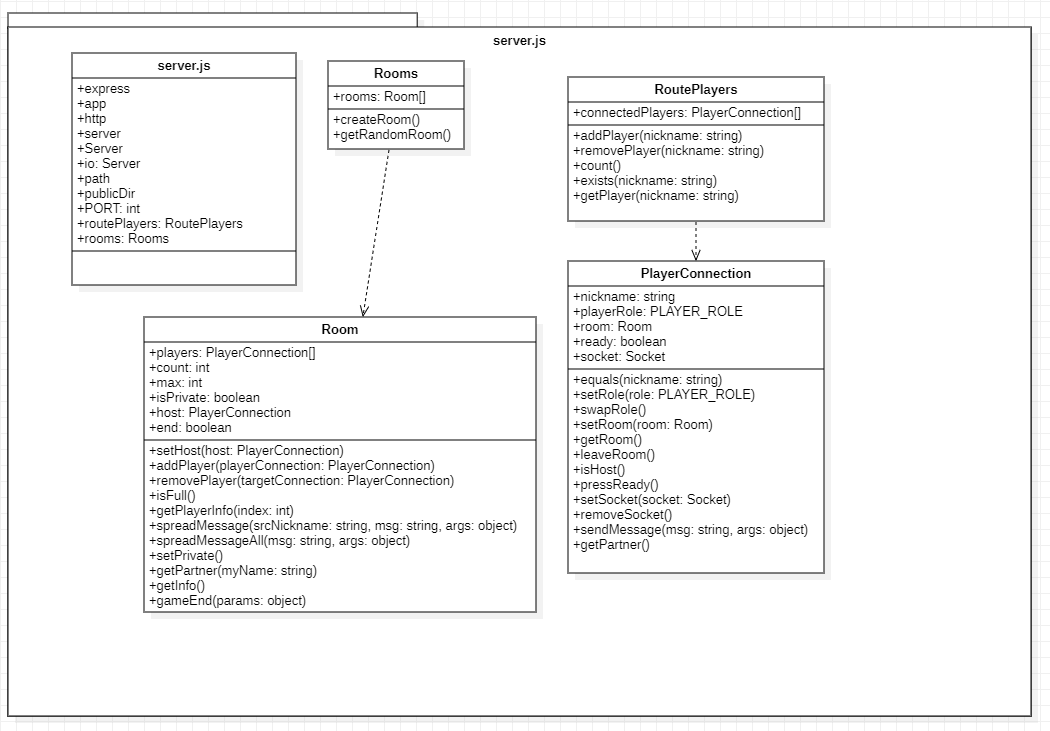 server.js
server.js
+express
+app
+http
+server
+Server
+io: Server
+path
+publicDir
+PORT: int
+routePlayers: RoutePlayers
+rooms: Rooms
Rooms
+rooms: Room[]
+createRoom()
+getRandomRoom()
RoutePlayers
+connectedPlayers: PlayerConnection[]
+addPlayer(nickname: string)
+removePlayer(nickname: string)
+count()
+exists(nickname: string)
+getPlayer(nickname: string)
Room
+players: PlayerConnection[]
+count: int
+max: int
+isPrivate: boolean
+host: PlayerConnection
+end: boolean
+setHost(host: PlayerConnection)
+addPlayer(playerConnection: PlayerConnection)
+removePlayer(targetConnection: PlayerConnection)
+isFull()
+getPlayerInfo(index: int)
+spreadMessage(srcNickname: string, msg: string, args: object)
+spreadMessageAll(msg: string, args: object)
+setPrivate()
+getPartner(myName: string)
+getInfo()
+gameEnd(params: object)
PlayerConnection
+nickname: string
+playerRole: PLAYER_ROLE
+room: Room
+ready: boolean
+socket: Socket
+equals(nickname: string)
+setRole(role: PLAYER_ROLE)
+swapRole()
+setRoom(room: Room)
+getRoom()
+leaveRoom()
+isHost()
+pressReady()
+setSocket(socket: Socket)
+removeSocket()
+sendMessage(msg: string, args: object)
+getPartner()